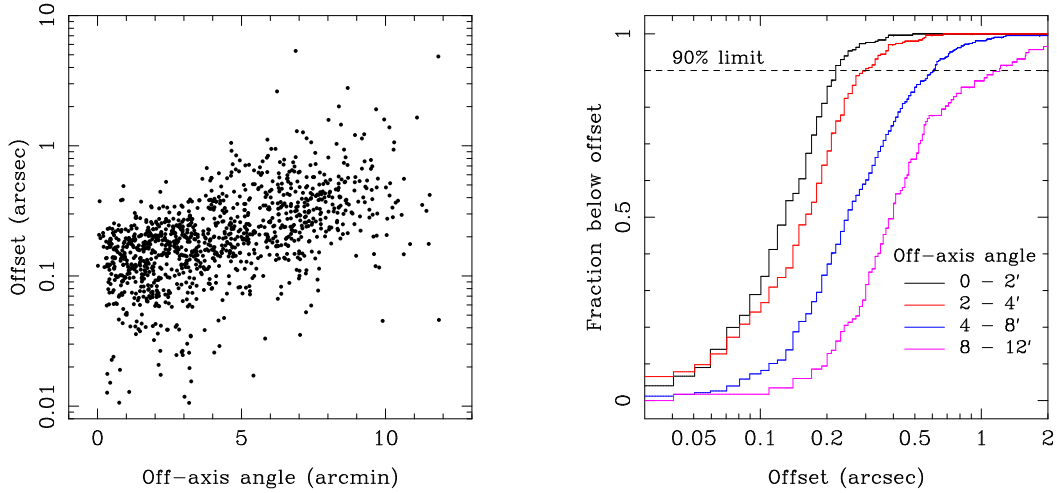 10
1
0.1
0.01
Offset (arcsec)
0
5
10
Off-axis angle (arcmin)
1
0.5
0
Fraction below offset
90% limit
Off-axis angle
0 - 2'
2 - 4'
4 - 8'
8 - 12'
0.05
0.1
0.2
0.5
1
2
Offset (arcsec)